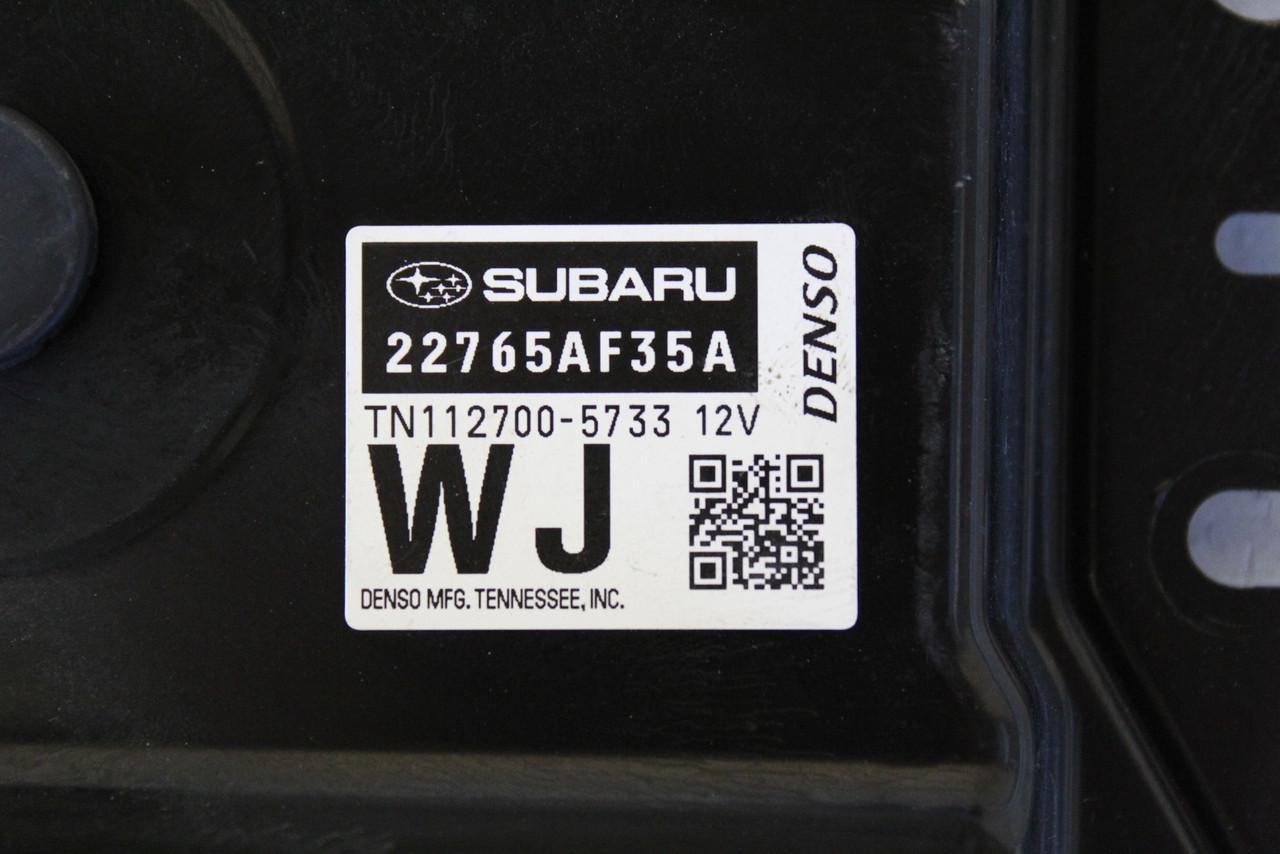 SUBARU
22765AF35A
DENSO
TN112700-5733 12V
WJ
DENSO MFG. TENNESSEE, INC.